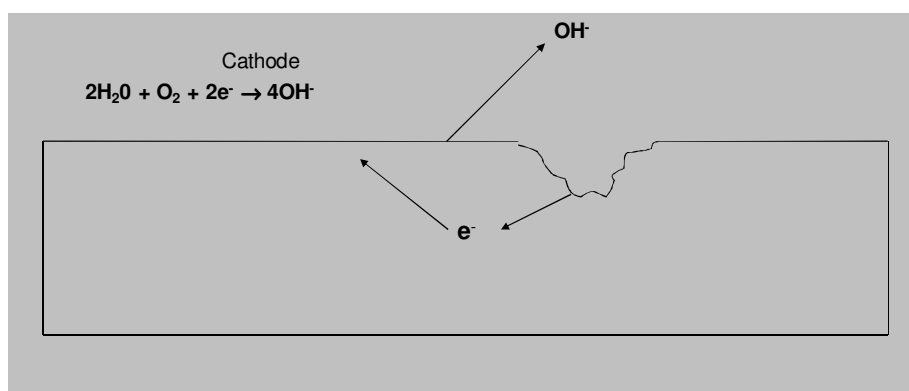 OH⁻
Cathode
2H₂0 + O₂ + 2e⁻ → 4OH⁻
e⁻